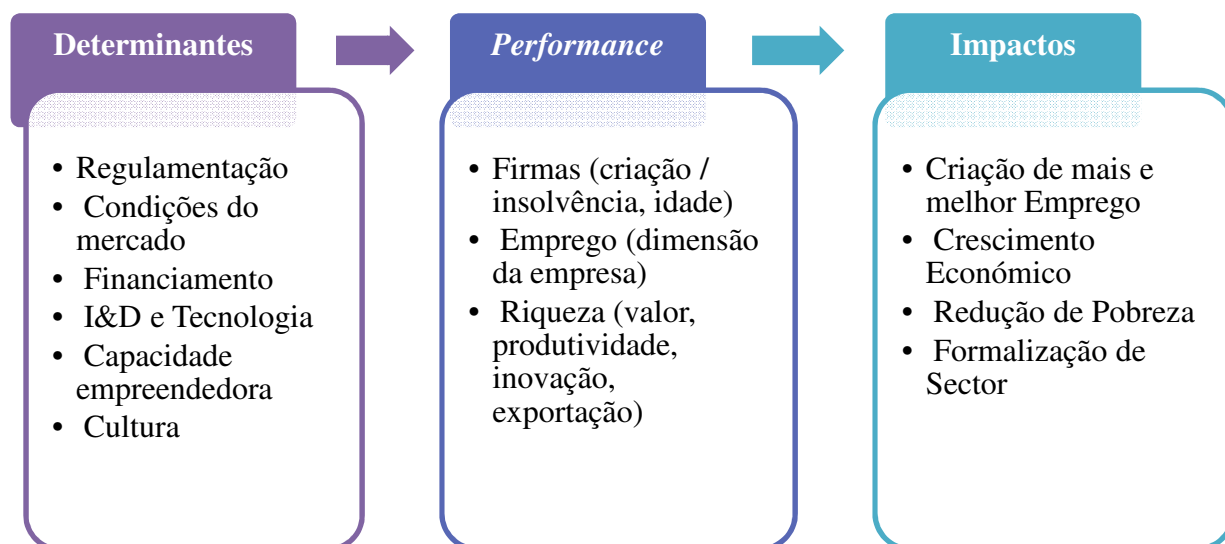 Determinantes
• Regulamentação
• Condições do
mercado
• Financiamento
• I&D e Tecnologia
• Capacidade
empreendedora
• Cultura
Performance
• Firmas (criação /
insolvência, idade)
• Emprego (dimensão
da empresa)
• Riqueza (valor,
produtividade,
inovação,
exportação)
Impactos
• Criação de mais e
melhor Emprego
• Crescimento
Económico
• Redução de Pobreza
• Formalização de
Sector